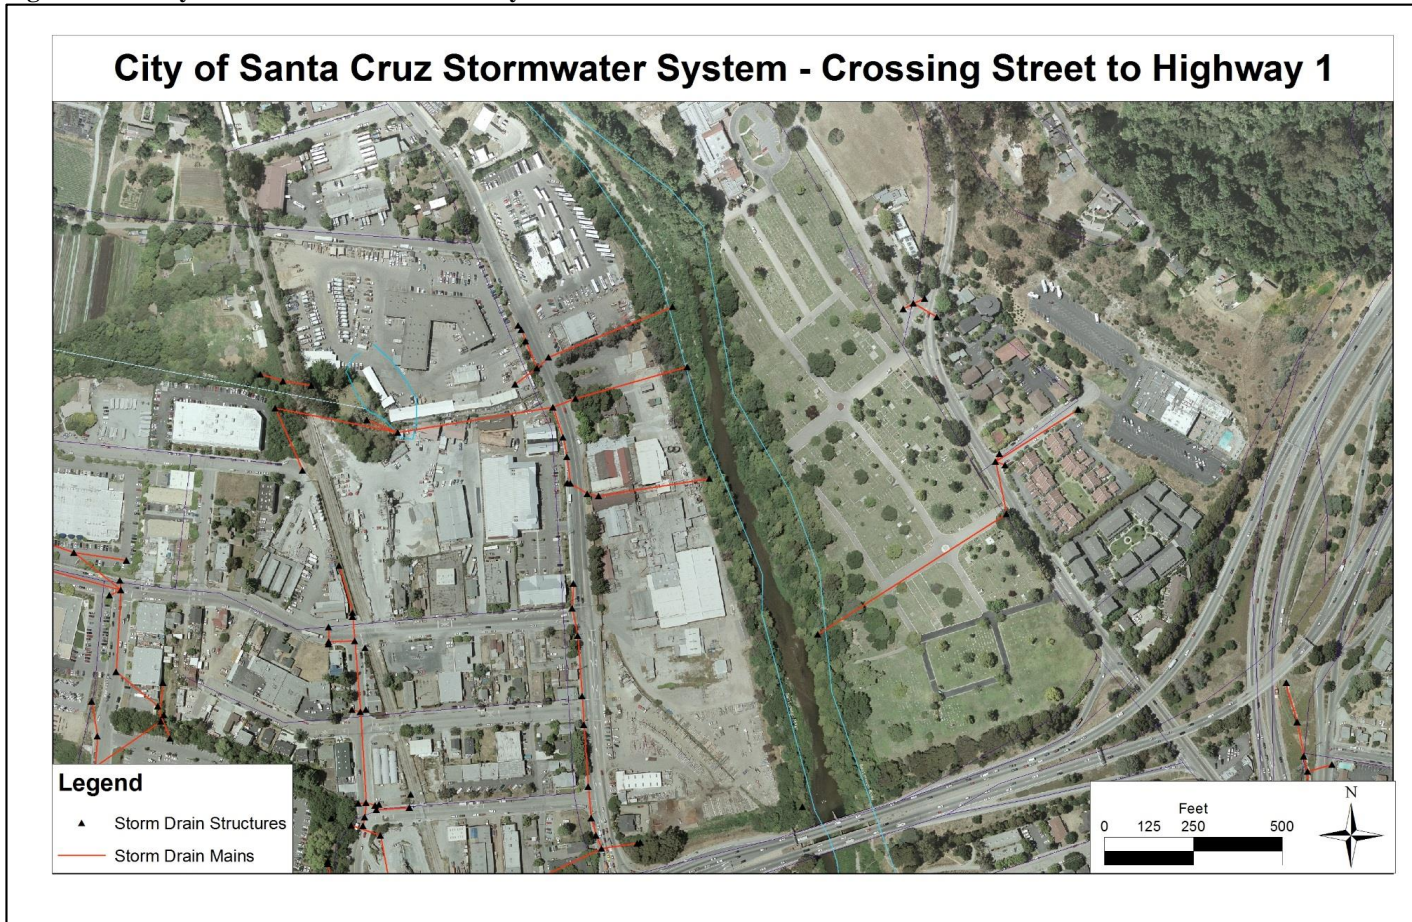 City of Santa Cruz Stormwater System - Crossing Street to Highway 1
Legend
Storm Drain Structures
Storm Drain Mains
N
Feet
0 125 250 500